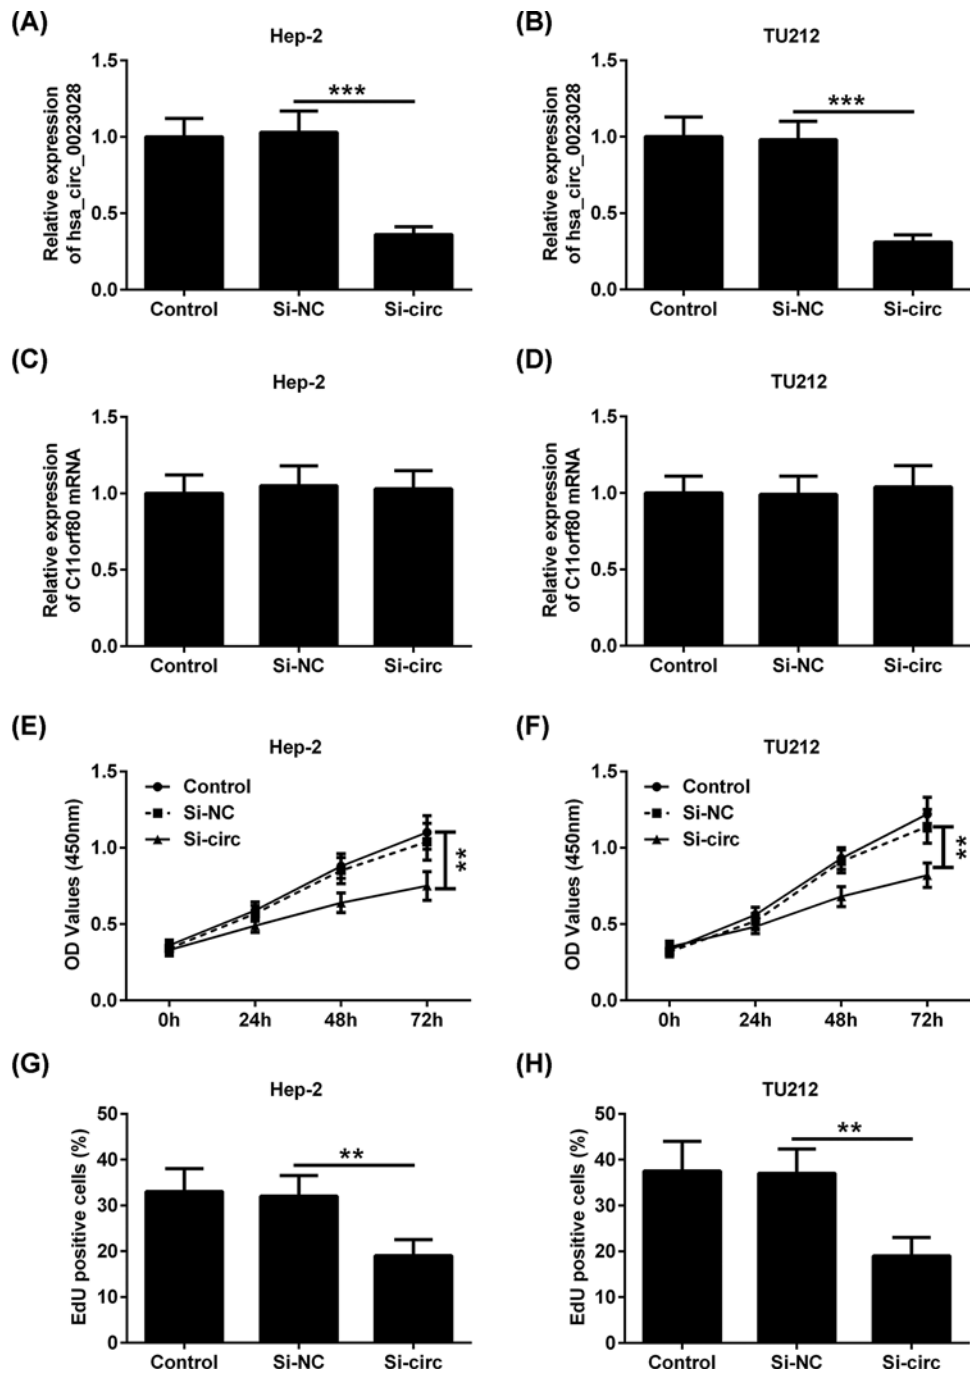 (A)
Hep-2
Relative expression
of hsa_circ_0023028
1.5
1.0
0.5
0.0
***
Control Si-NC Si-circ
(B)
TU212
Relative expression
of hsa_circ_0023028
1.5
1.0
0.5
0.0
***
Control Si-NC Si-circ
(C)
Hep-2
Relative expression
of C11orf80 mRNA
1.5
1.0
0.5
0.0
Control Si-NC Si-circ
(D)
TU212
Relative expression
of C11orf80 mRNA
1.5
1.0
0.5
0.0
Control Si-NC Si-circ
(E)
Hep-2
OD Values (450nm)
1.5
1.0
0.5
0.0
Control
Si-NC
Si-circ
**
0h 24h 48h 72h
(F)
TU212
OD Values (450nm)
1.5
1.0
0.5
0.0
Control
Si-NC
Si-circ
**
0h 24h 48h 72h
(G)
Hep-2
EdU positive cells (%)
50
40
30
20
10
0
**
Control Si-NC Si-circ
(H)
TU212
EdU positive cells (%)
50
40
30
20
10
0
**
Control Si-NC Si-circ